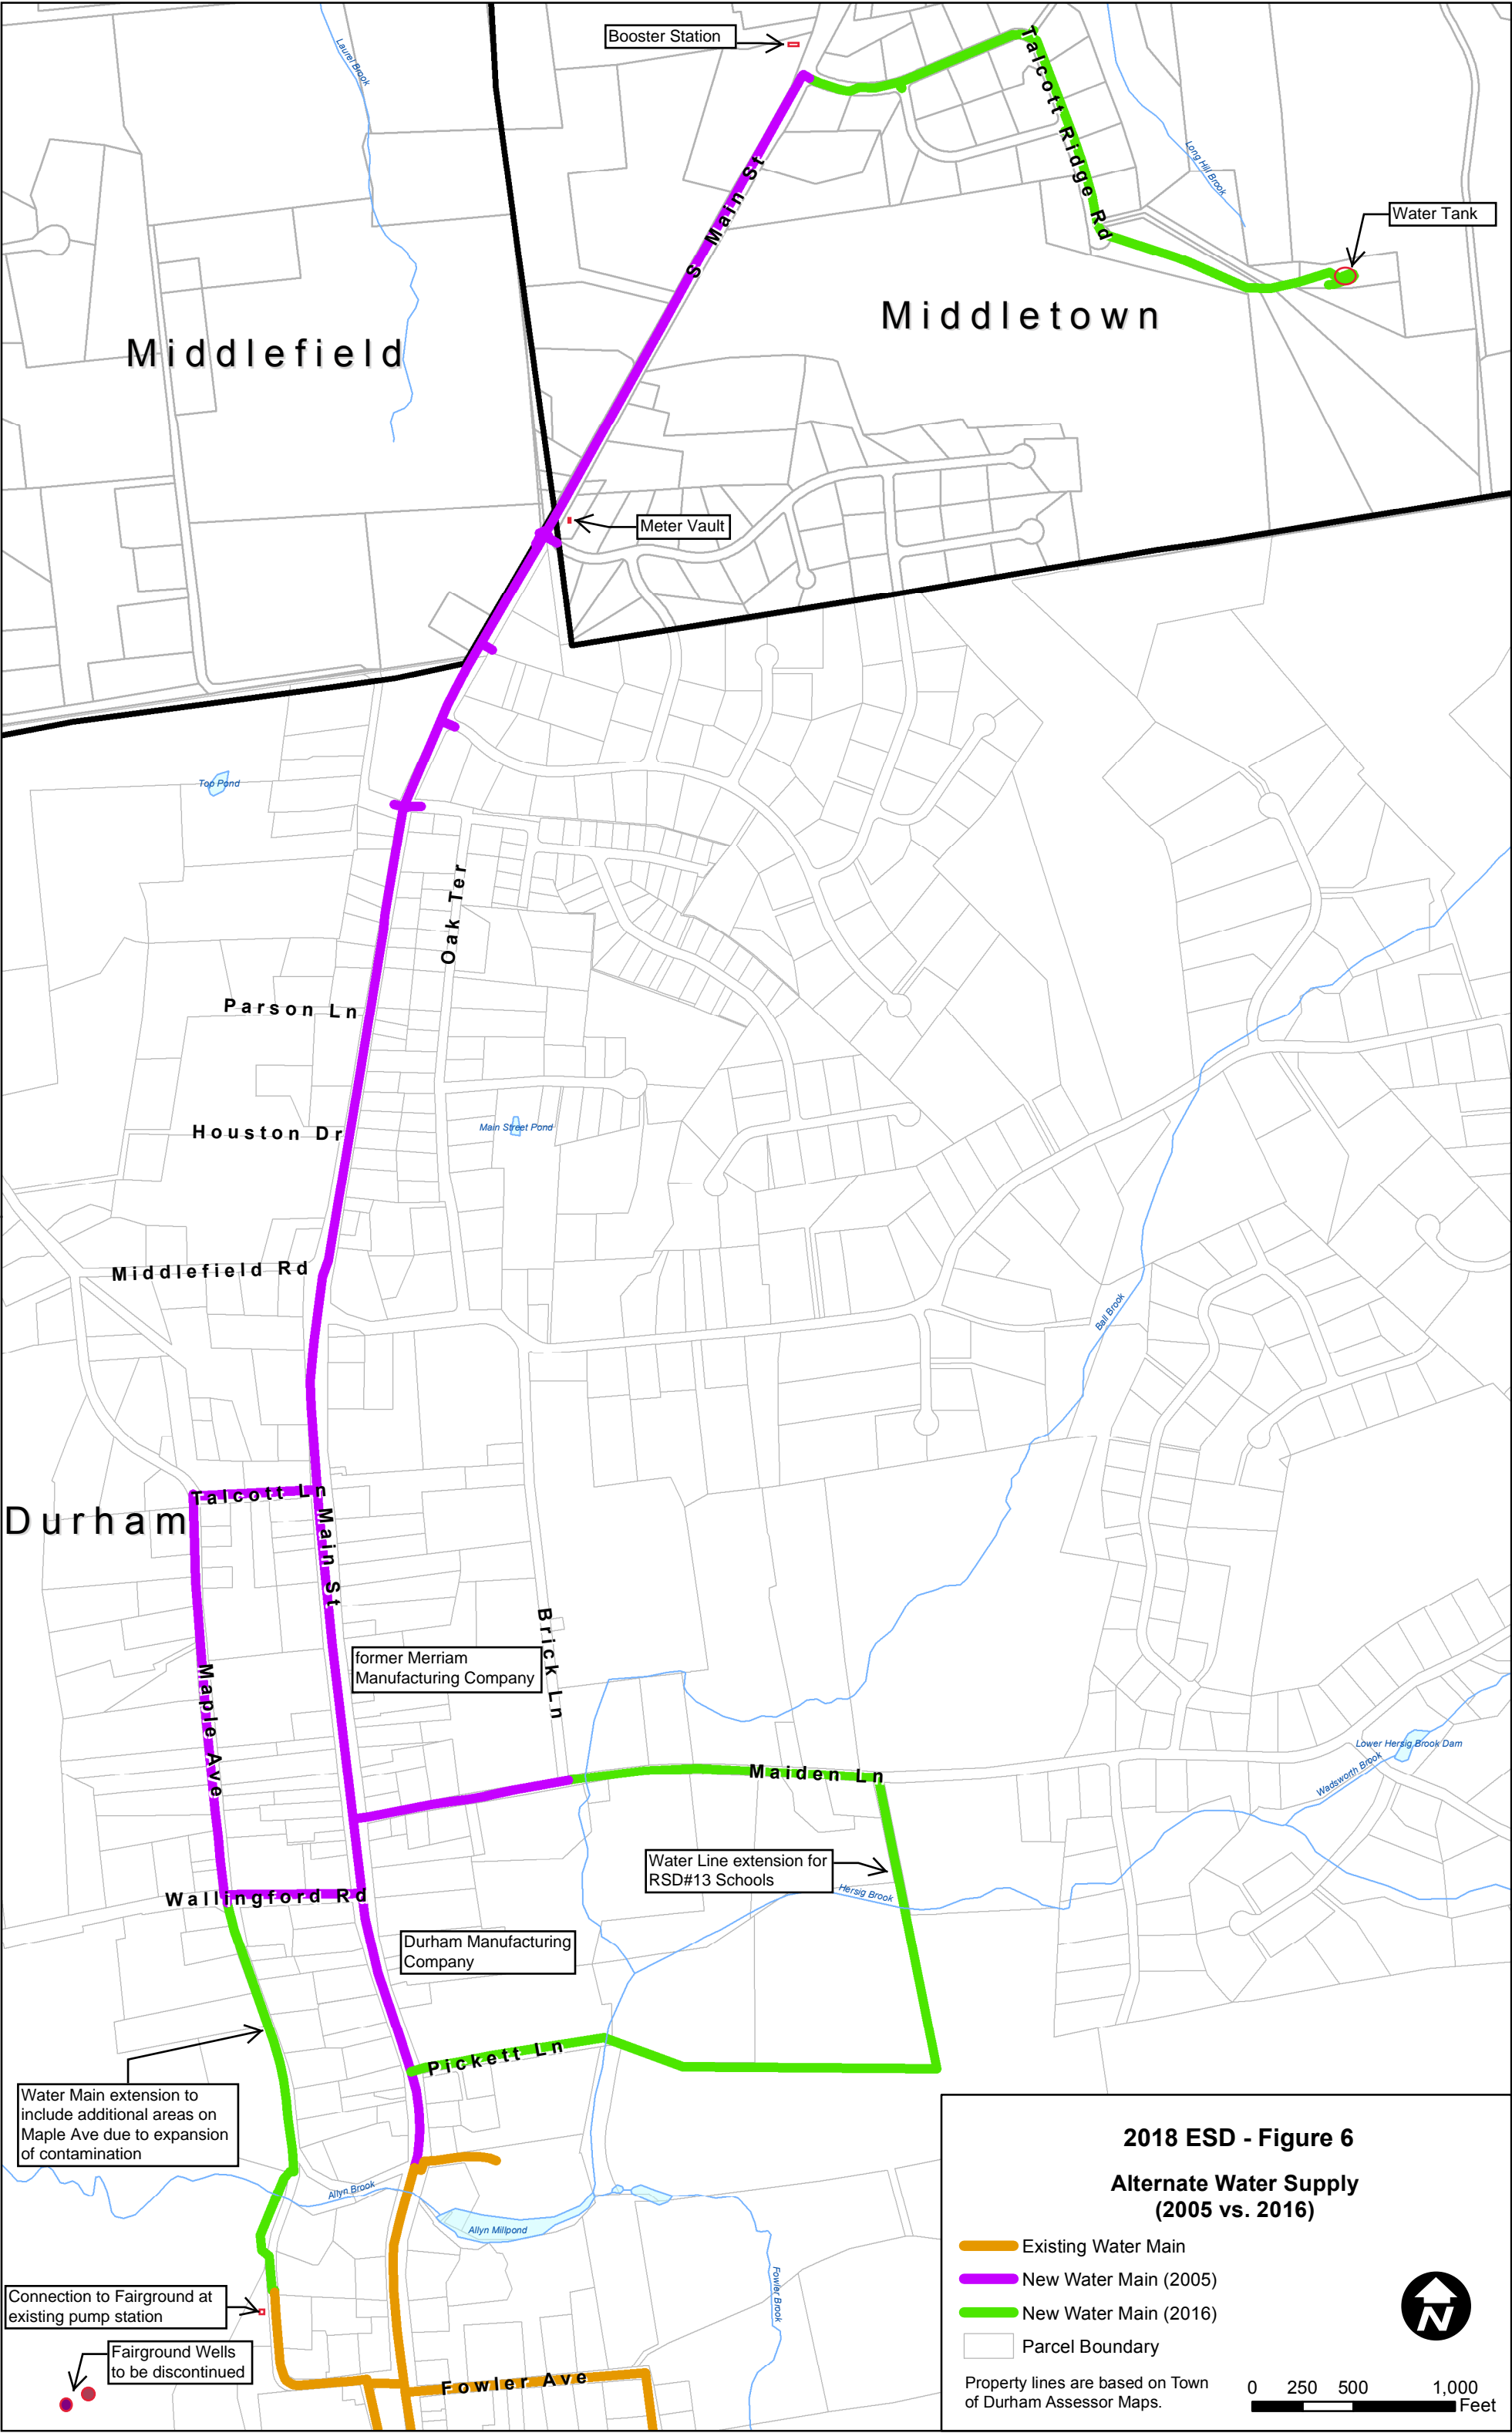 Booster Station
Laurel Brook
Talcott Ridge Rd
Long Hill Brook
Water Tank
S Main St
Middletown
Middlefield
Meter Vault
Top Pond
Oak Ter
Parson Ln
Houston Dr
Main Street Pond
Middlefield Rd
Ball Brook
Talcott Ln
Durham
Main St
Brick Ln
former Merriam
Manufacturing Company
Maple Ave
Maiden Ln
Lower Hersig Brook Dam
Wadsworth Brook
Water Line extension for
RSD#13 Schools
Hersig Brook
Wallingford Rd
Durham Manufacturing
Company
Pickett Ln
Water Main extension to
include additional areas on
Maple Ave due to expansion
of contamination
Allyn Brook
Allyn Millpond
Fowler Brook
Connection to Fairground at
existing pump station
Fairground Wells
to be discontinued
Fowler Ave
2018 ESD - Figure 6
Alternate Water Supply
(2005 vs. 2016)
Existing Water Main
New Water Main (2005)
New Water Main (2016)
Parcel Boundary
N
Property lines are based on Town
of Durham Assessor Maps.
0 250 500 1,000
Feet